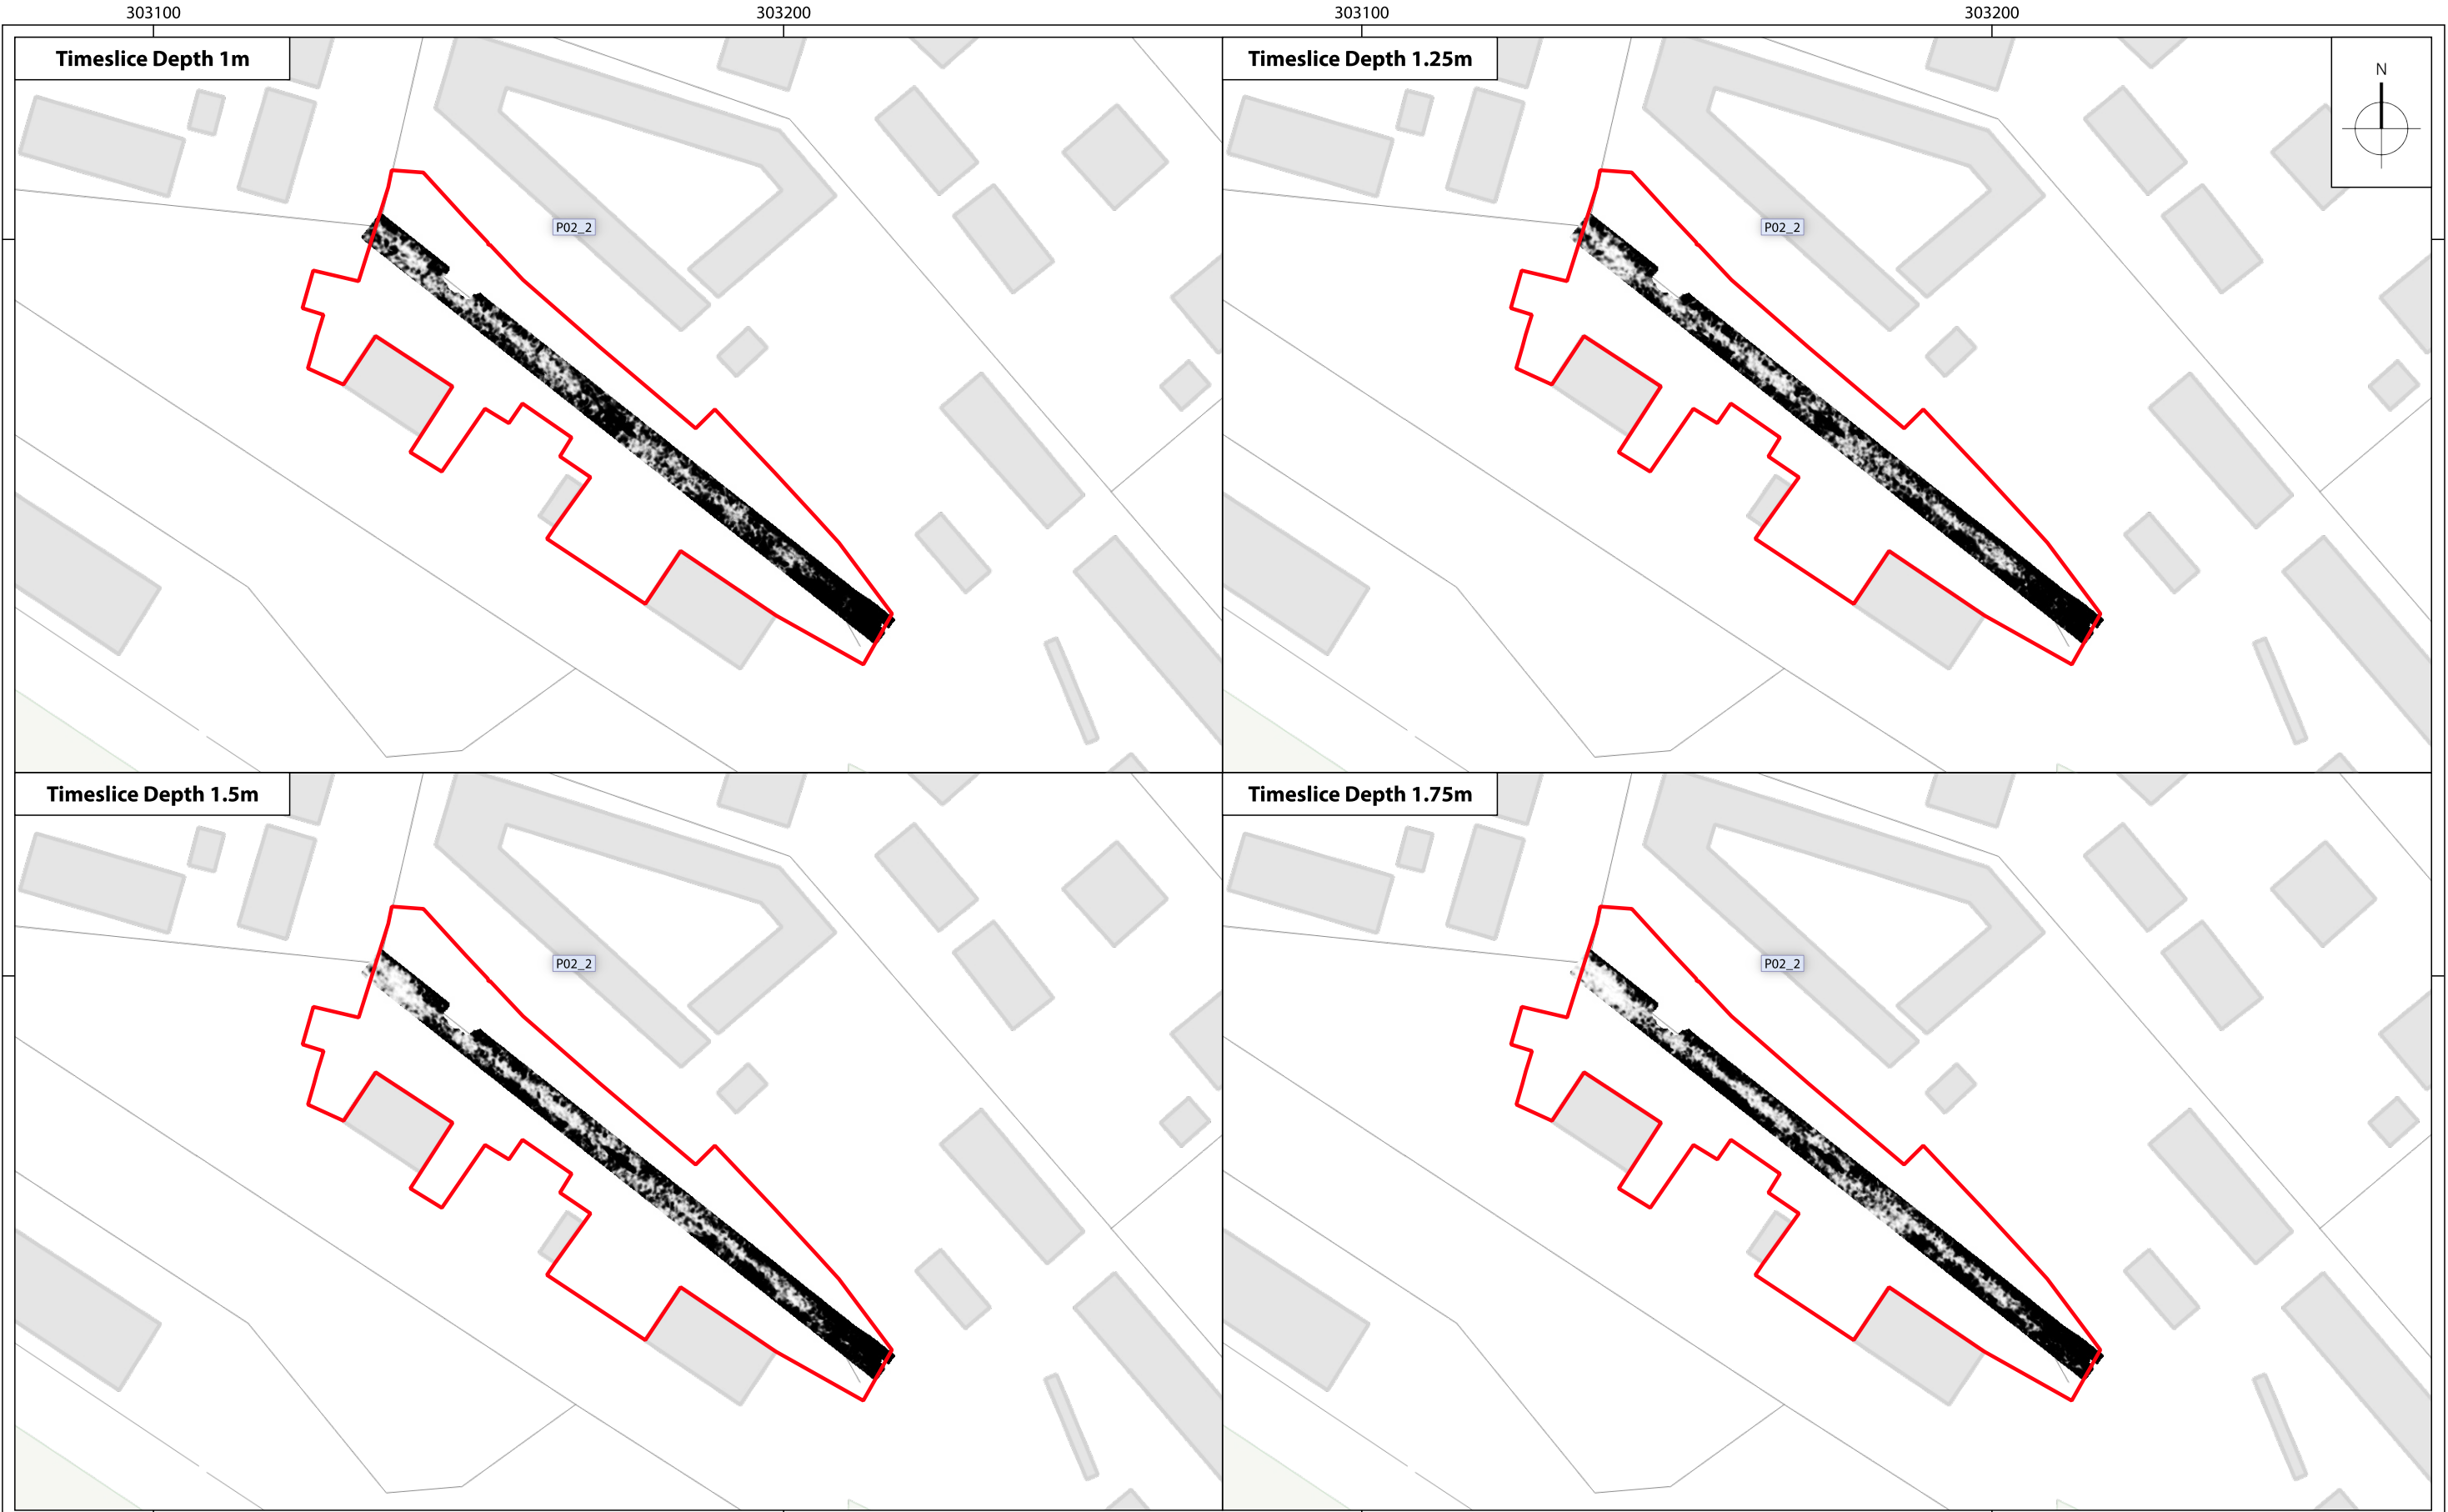 303100
303200
303100
303200
Timeslice Depth 1m
Timeslice Depth 1.25m
N
P02_2
P02_2
Timeslice Depth 1.5m
Timeslice Depth 1.75m
P02_2
P02_2